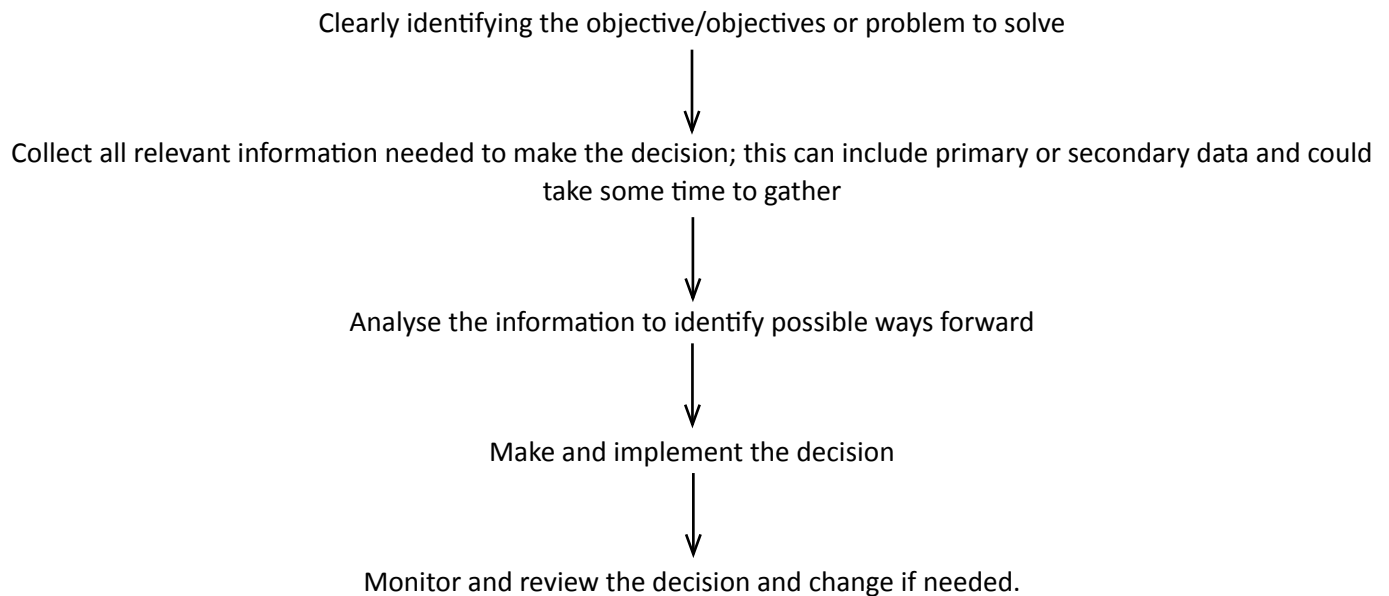 Clearly identifying the objective/objectives or problem to solve
Collect all relevant information needed to make the decision; this can include primary or secondary data and could
take some time to gather
Analyse the information to identify possible ways forward
Make and implement the decision
Monitor and review the decision and change if needed.